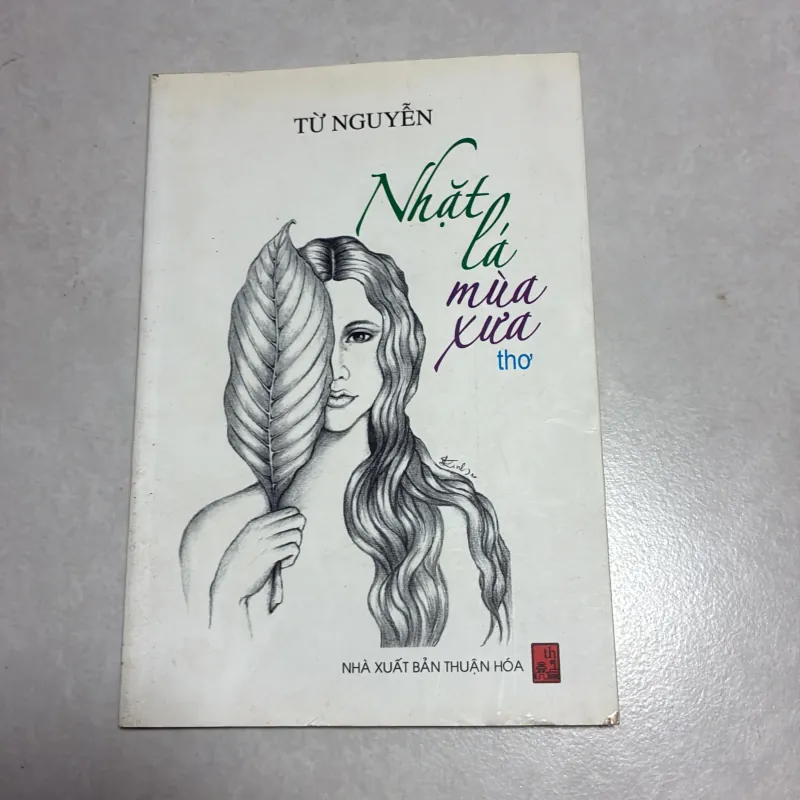 TỪ NGUYỄN
Nhặt
lá
mùa
xưa
thơ
NHÀ XUẤT BẢN THUẬN HÓA